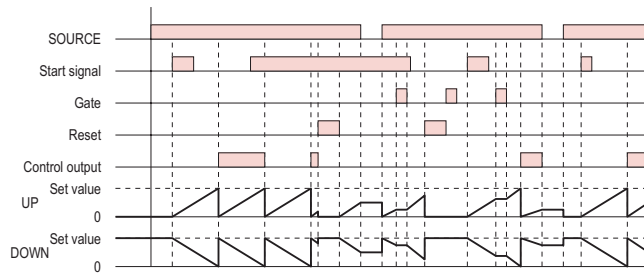 SOURCE
Start signal
Gate
Reset
Control output
UP
Set value
0
DOWN
Set value
0